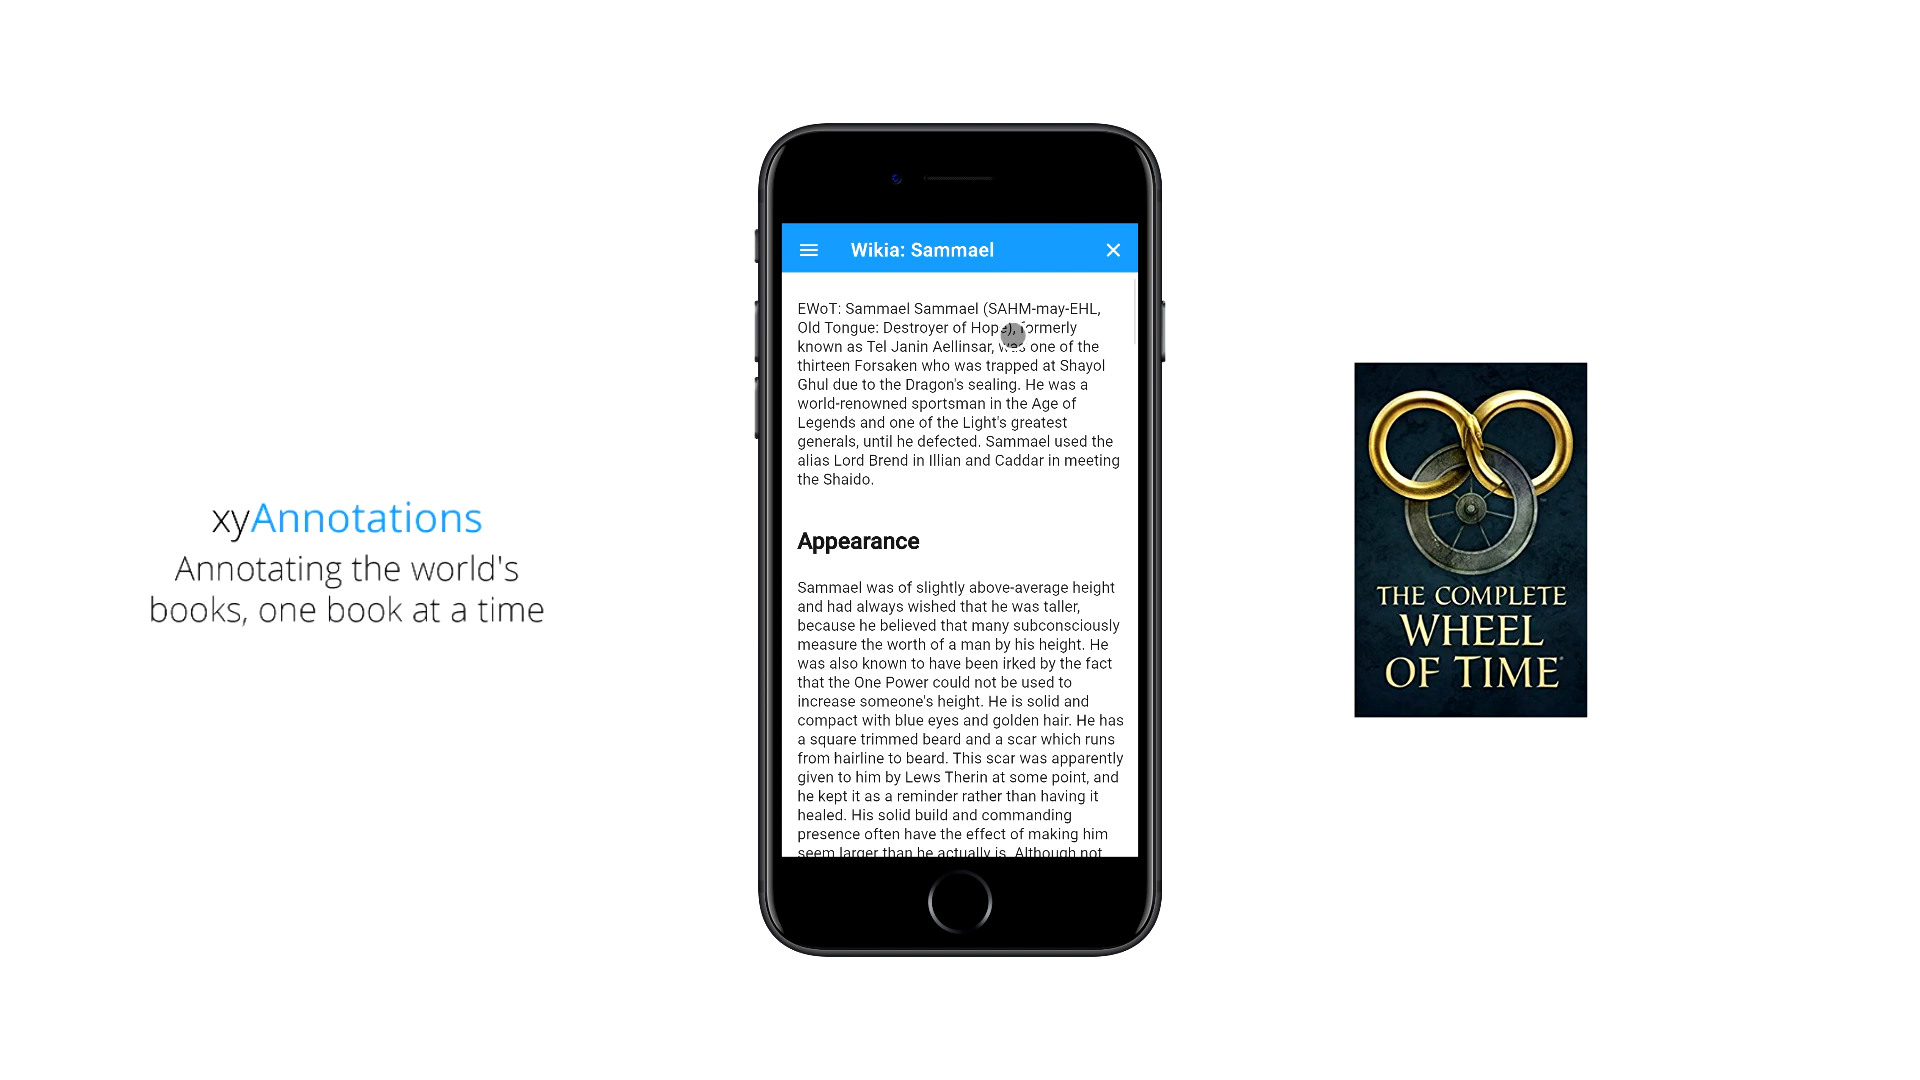 xyAnnotations
Annotating the world's
books, one book at a time
Wikia: Sammael
EWoT: Sammael Sammael (SAHM-may-EHL,
Old Tongue: Destroyer of Hope), formerly
known as Tel Janin Aellinsar, was one of the
thirteen Forsaken who was trapped at Shayol
Ghul due to the Dragon's sealing. He was a
world-renowned sportsman in the Age of
Legends and one of the Light's greatest
generals, until he defected. Sammael used the
alias Lord Brend in Illian and Caddar in meeting
the Shaido.
Appearance
Sammael was of slightly above-average height
and had always wished that he was taller,
because he believed that many subconsciously
measure the worth of a man by his height. He
was also known to have been irked by the fact
that the One Power could not be used to
increase someone's height. He is solid and
compact with blue eyes and golden hair. He has
a square trimmed beard and a scar which runs
from hairline to beard. This scar was apparently
given to him by Lews Therin at some point, and
he kept it as a reminder rather than having it
healed. His solid build and commanding
presence often have the effect of making him
seem larger than he actually is. Although not
THE COMPLETE
WHEEL
OF TIME